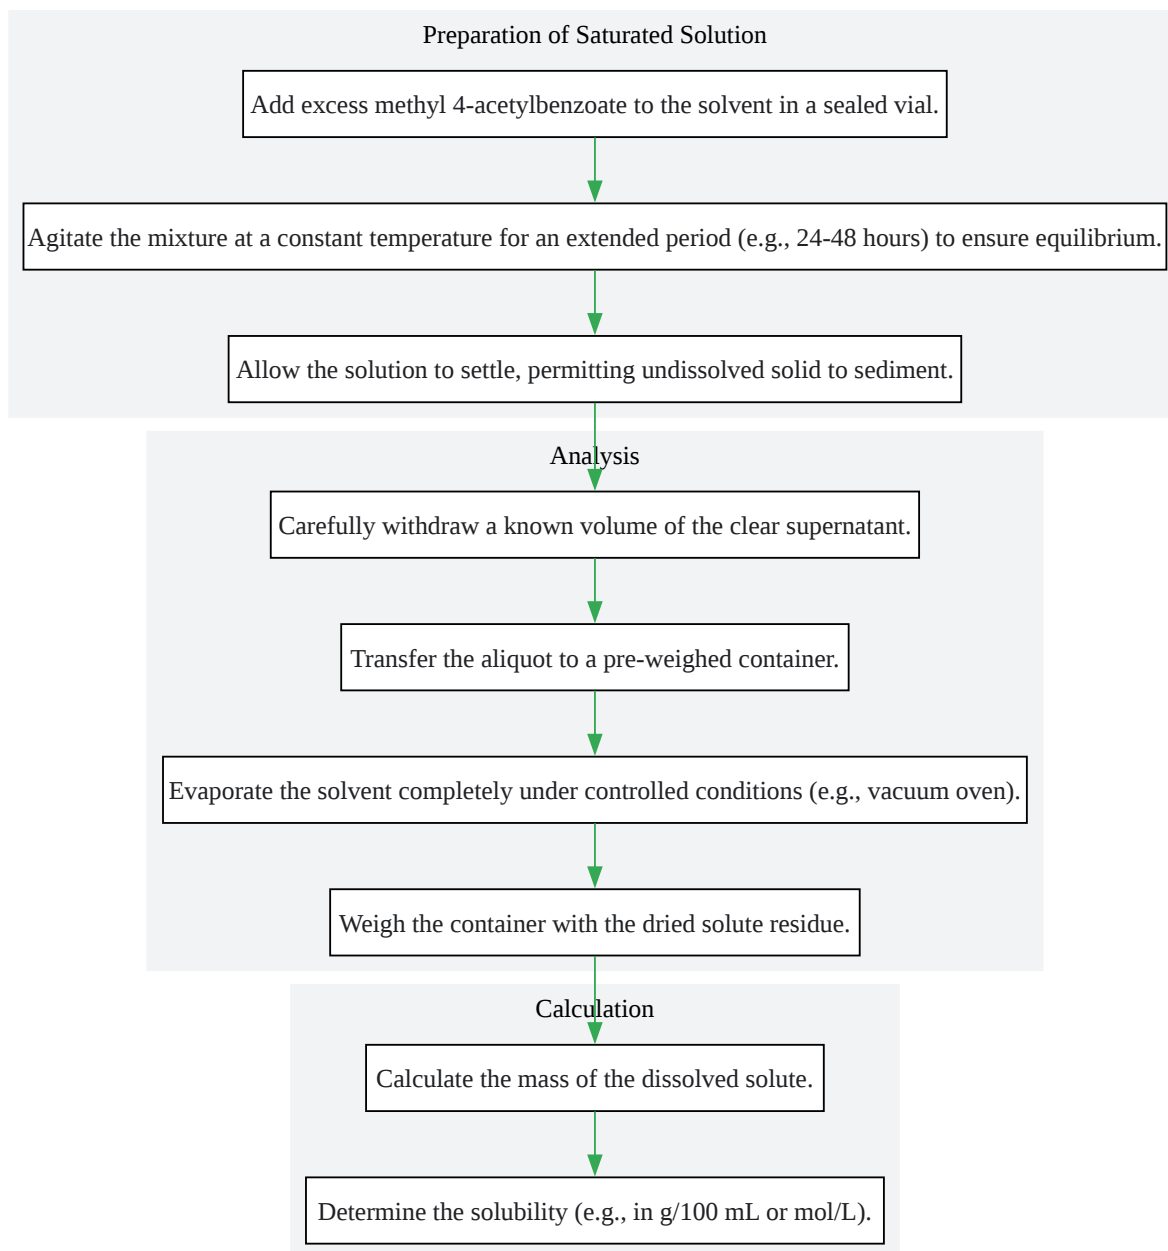 Preparation of Saturated Solution
Add excess methyl 4-acetylbenzoate to the solvent in a sealed vial.
Agitate the mixture at a constant temperature for an extended period (e.g., 24-48 hours) to ensure equilibrium.
Allow the solution to settle, permitting undissolved solid to sediment.
Analysis
Carefully withdraw a known volume of the clear supernatant.
Transfer the aliquot to a pre-weighed container.
Evaporate the solvent completely under controlled conditions (e.g., vacuum oven).
Weigh the container with the dried solute residue.
Calculation
Calculate the mass of the dissolved solute.
Determine the solubility (e.g., in g/100 mL or mol/L).